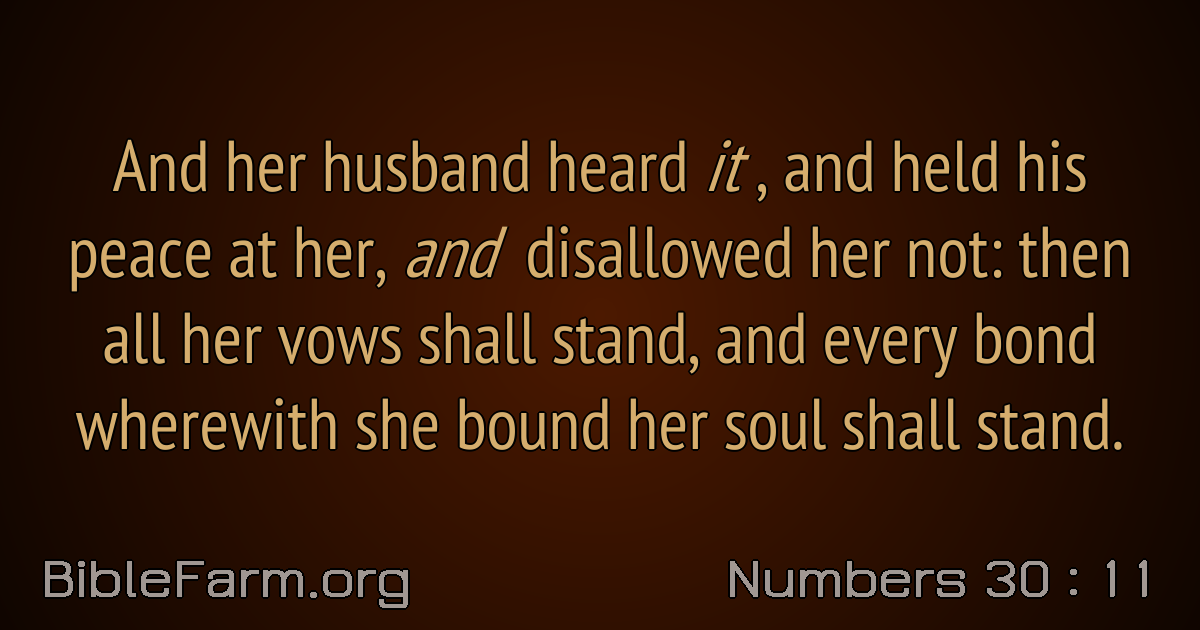 And her husband heard it , and held his
peace at her, and disallowed her not: then
all her vows shall stand, and every bond
wherewith she bound her soul shall stand.
BibleFarm.org
Numbers 30 : 11